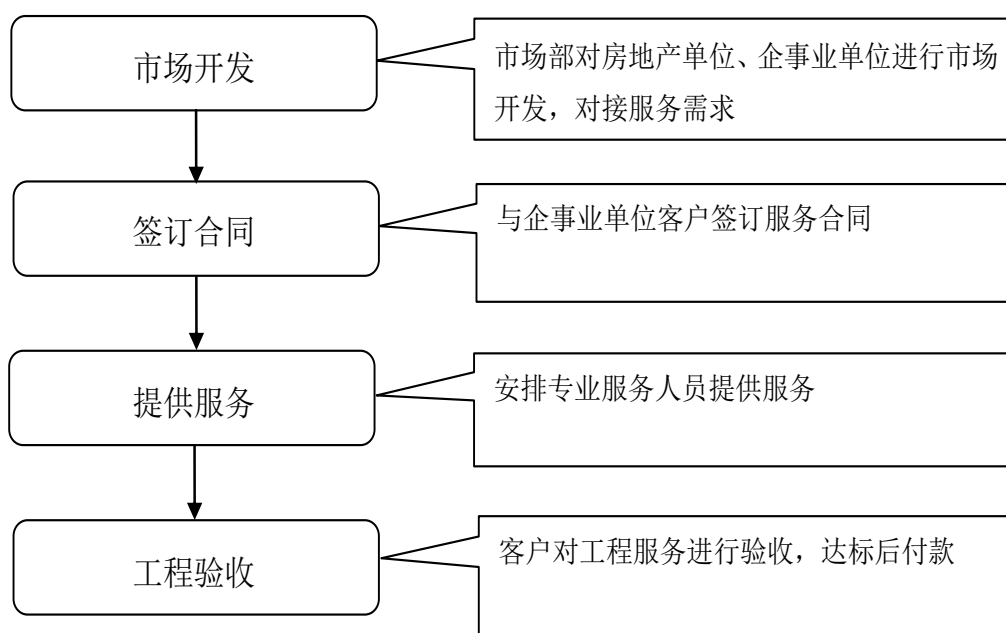 市场开发
市场部对房地产单位、企事业单位进行市场
开发，对接服务需求
签订合同
与企事业单位客户签订服务合同
提供服务
安排专业服务人员提供服务
工程验收
客户对工程服务进行验收，达标后付款